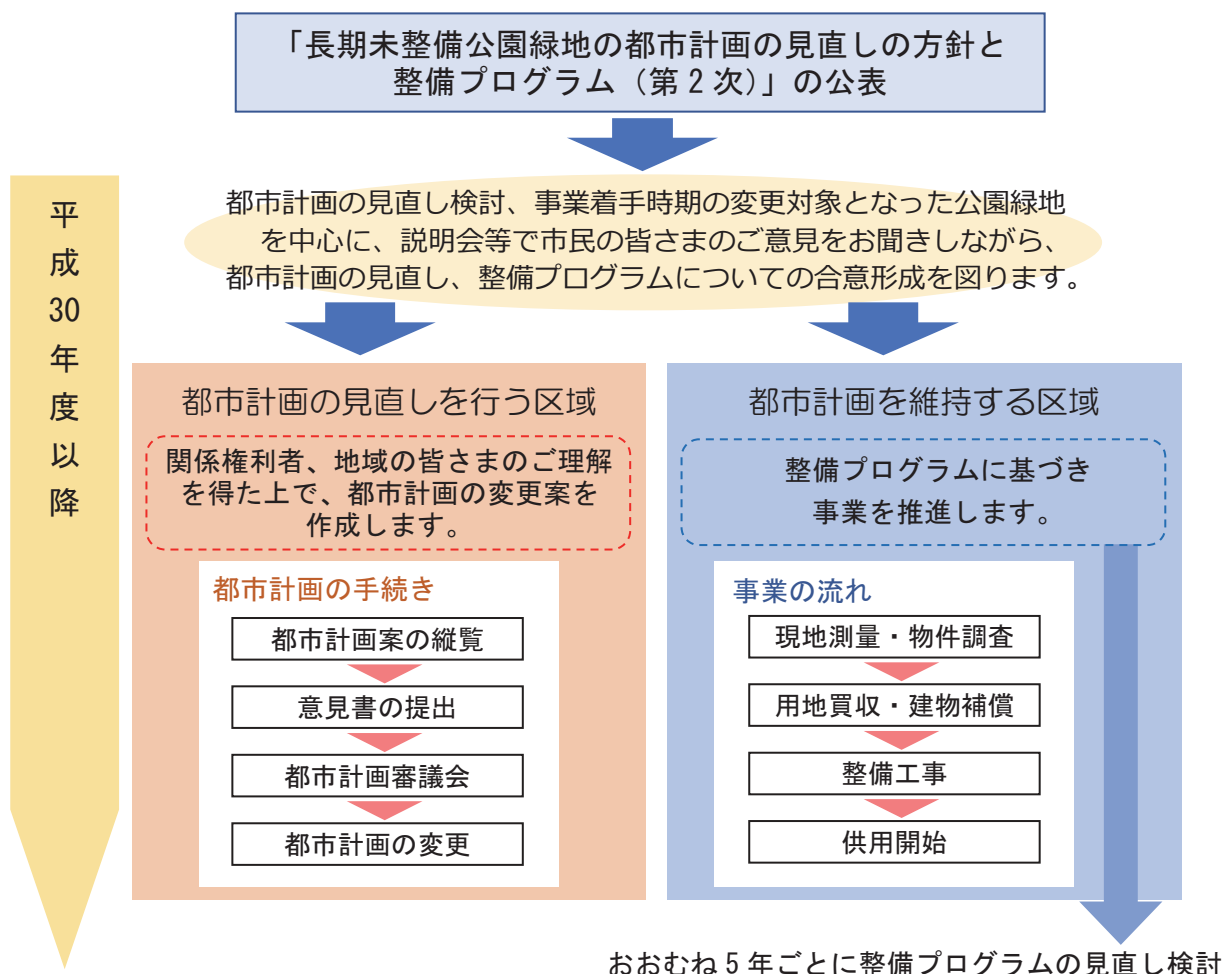 「長期未整備公園緑地の都市計画の見直しの方針と
整備プログラム（第２次）」の公表
平成30年度以降
都市計画の見直し検討、事業着手時期の変更対象となった公園緑地
を中心に、説明会等で市民の皆さまのご意見をお聞きしながら、
都市計画の見直し、整備プログラムについての合意形成を図ります。
都市計画の見直しを行う区域
関係権利者、地域の皆さまのご理解
を得た上で、都市計画の変更案を
作成します。
都市計画の手続き
都市計画案の縦覧
意見書の提出
都市計画審議会
都市計画の変更
都市計画を維持する区域
整備プログラムに基づき
事業を推進します。
事業の流れ
現地測量・物件調査
用地買収・建物補償
整備工事
供用開始
おおむね５年ごとに整備プログラムの見直し検討